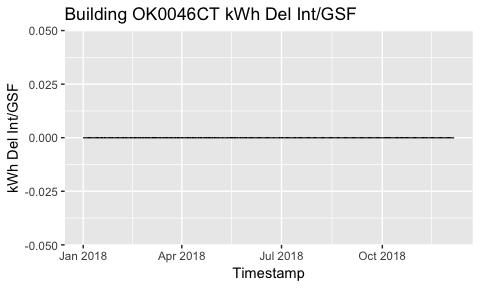 Building OK0046CT kWh Del Int/GSF
0.050
0.025
0.000
-0.025
-0.050
kWh Del Int/GSF
Jan 2018 Apr 2018 Jul 2018 Oct 2018
Timestamp